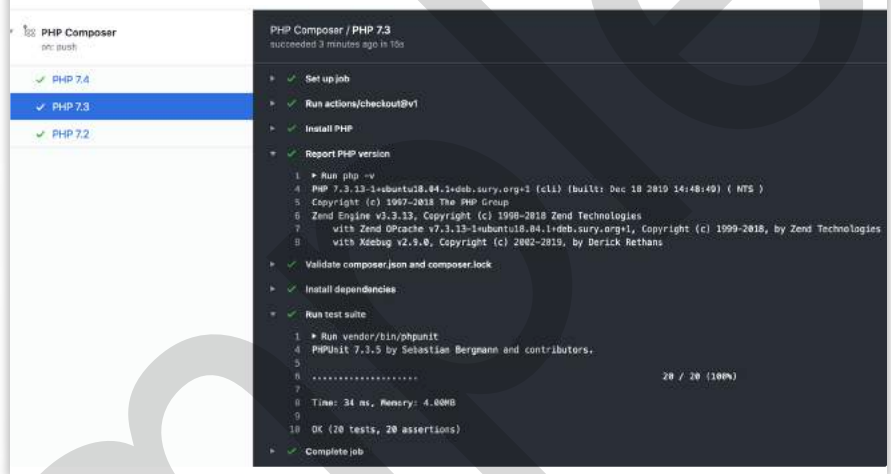 PHP Composer
on: push
PHP 7.4
PHP 7.3
PHP 7.2
PHP Composer / PHP 7.3
succeeded 3 minutes ago in 16s
Set up job
Run actions/checkout@v1
Install PHP
Report PHP version
1 Run php -v
4 PHP 7.3.13-1+ubuntu18.04.1+deb.sury.org+1 (cli) (built: Dec 18 2019 14:48:49) ( NTS )
5 Copyright (c) 1997-2018 The PHP Group
6 Zend Engine v3.3.13, Copyright (c) 1998-2018 Zend Technologies
7 with Zend OPcache v7.3.13-1+ubuntu18.04.1+deb.sury.org+1, Copyright (c) 1999-2018, by Zend Technologies
8 with Xdebug v2.9.0, Copyright (c) 2002-2019, by Derick Rethans
Validate composer.json and composer.lock
Install dependencies
Run test suite
1 Run vendor/bin/phpunit
4 PHPUnit 7.3.5 by Sebastian Bergmann and contributors.
5
6 .................... 20 / 20 (100%)
7
8 Time: 34 ms, Memory: 4.00MB
9
10 OK (20 tests, 20 assertions)
Complete job